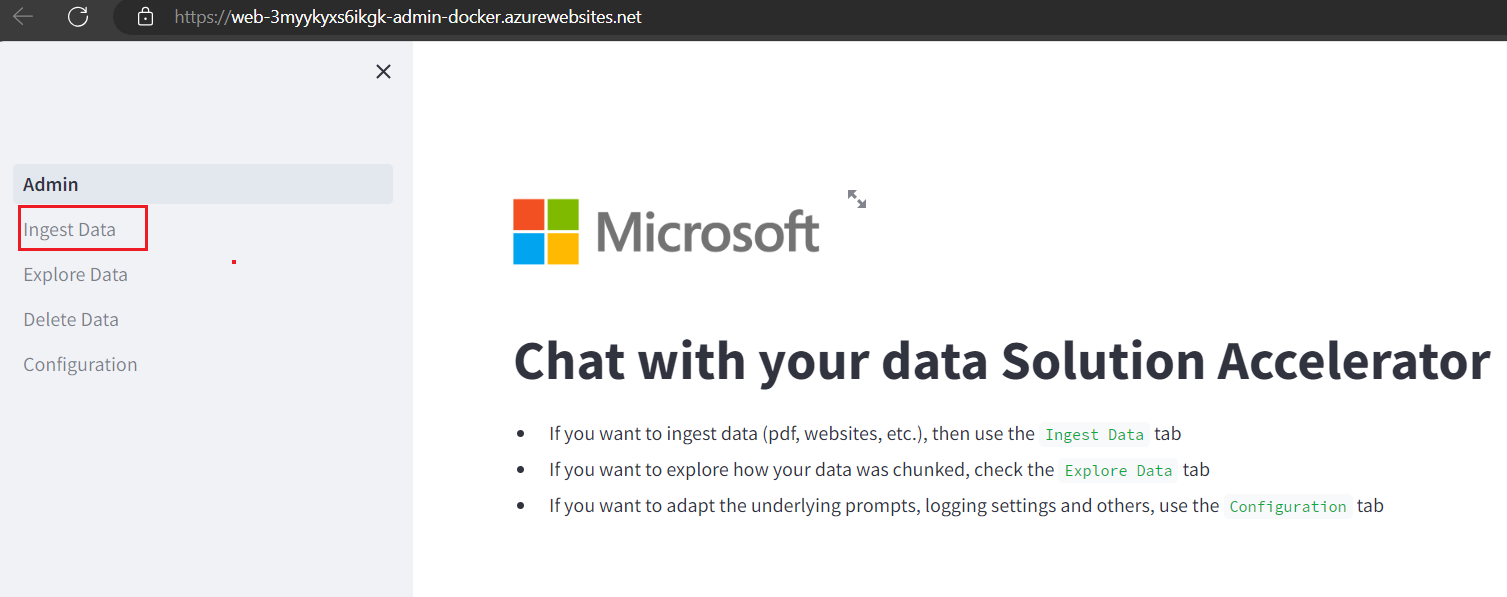 https://web-3myykyxs6ikgk-admin-docker.azurewebsites.net
Admin
Ingest Data
Explore Data
Delete Data
Configuration
Microsoft
Chat with your data Solution Accelerator
• If you want to ingest data (pdf, websites, etc.), then use the Ingest Data tab
• If you want to explore how your data was chunked, check the Explore Data tab
• If you want to adapt the underlying prompts, logging settings and others, use the Configuration tab